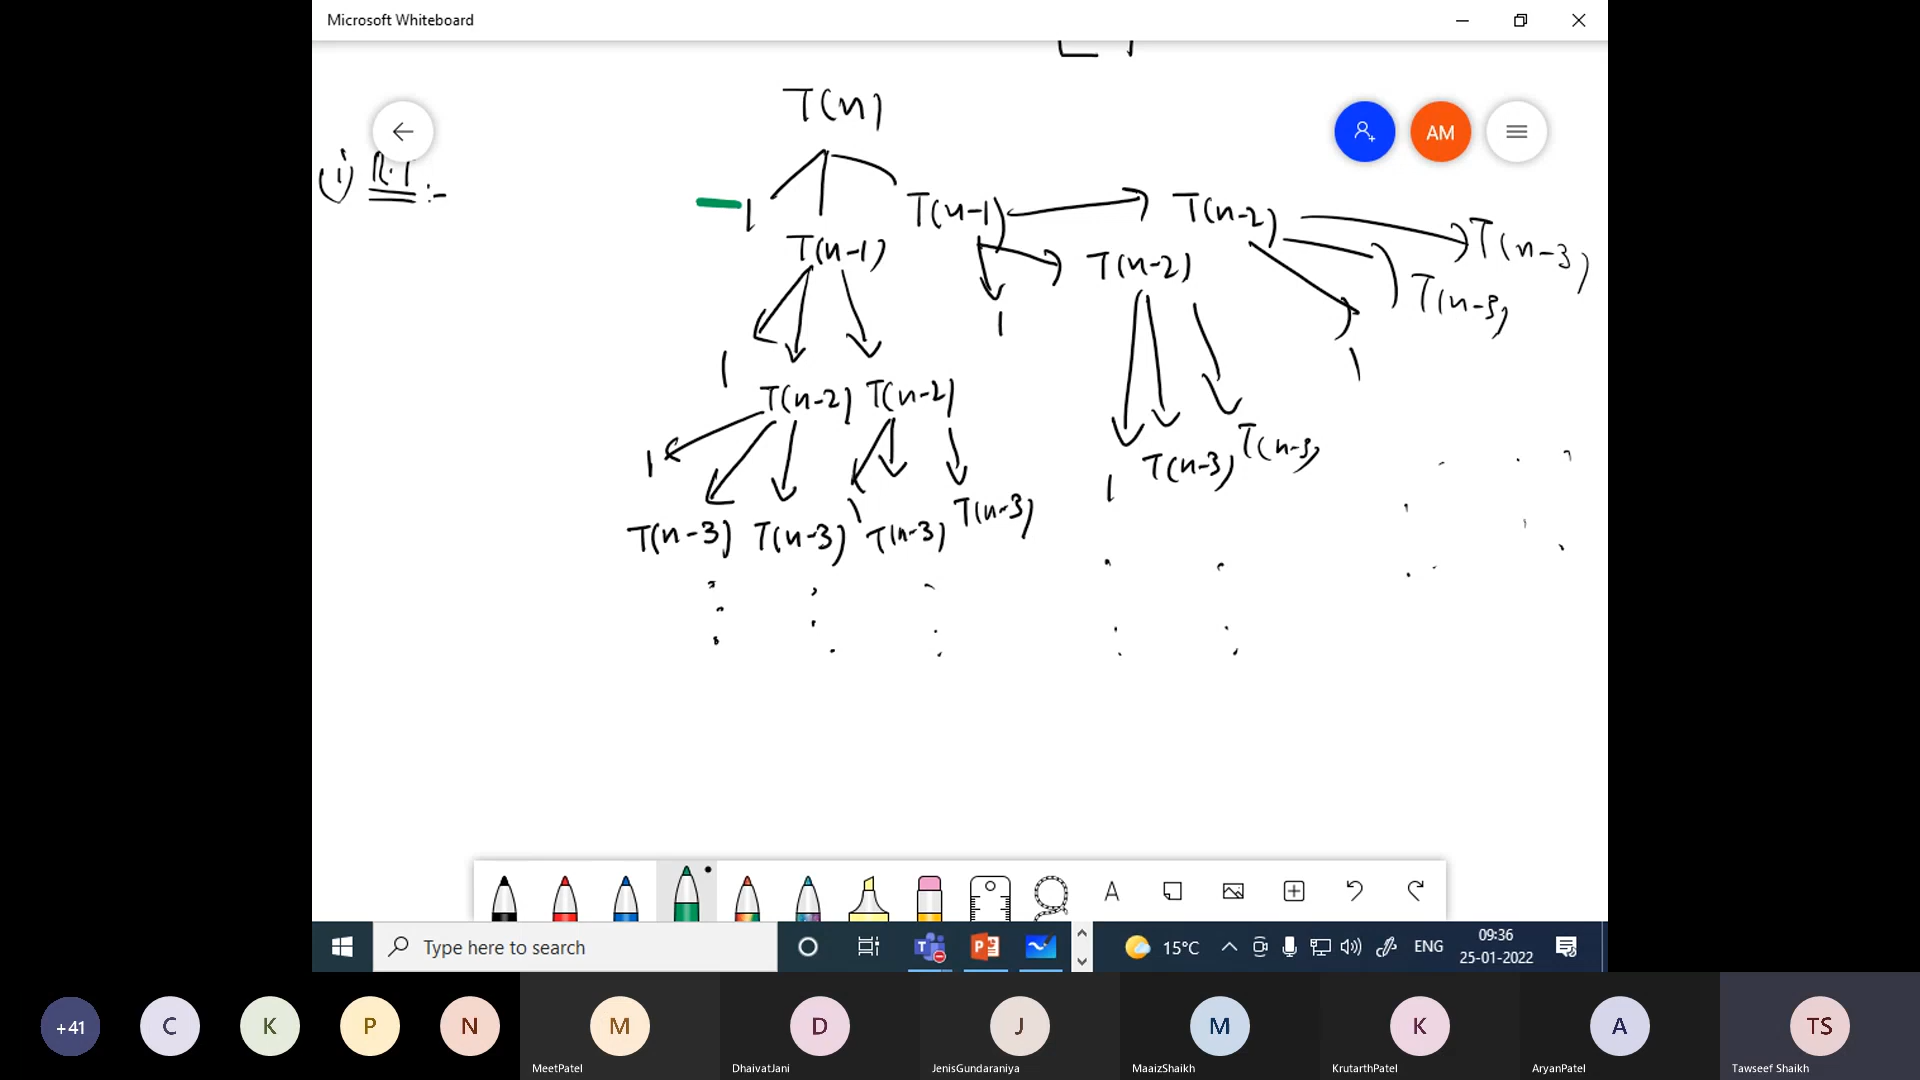 Microsoft Whiteboard
T(n)
AM
(i) R.T :-
1 T(n-1) T(n-2)
T(n-1) T(n-2) T(n-3)
T(n-3)
1
1
1 T(n-2) T(n-2)
1 T(n-3) T(n-3)
1
1 T(n-3)
T(n-3) T(n-3) T(n-3)
A
Type here to search
15°C
ENG
09:36
25-01-2022
+41 C K P N M D J M K A TS
MeetPatel DhaivatJani JenisGundaraniya MaaizShaikh KrutarthPatel AryanPatel Tawseef Shaikh